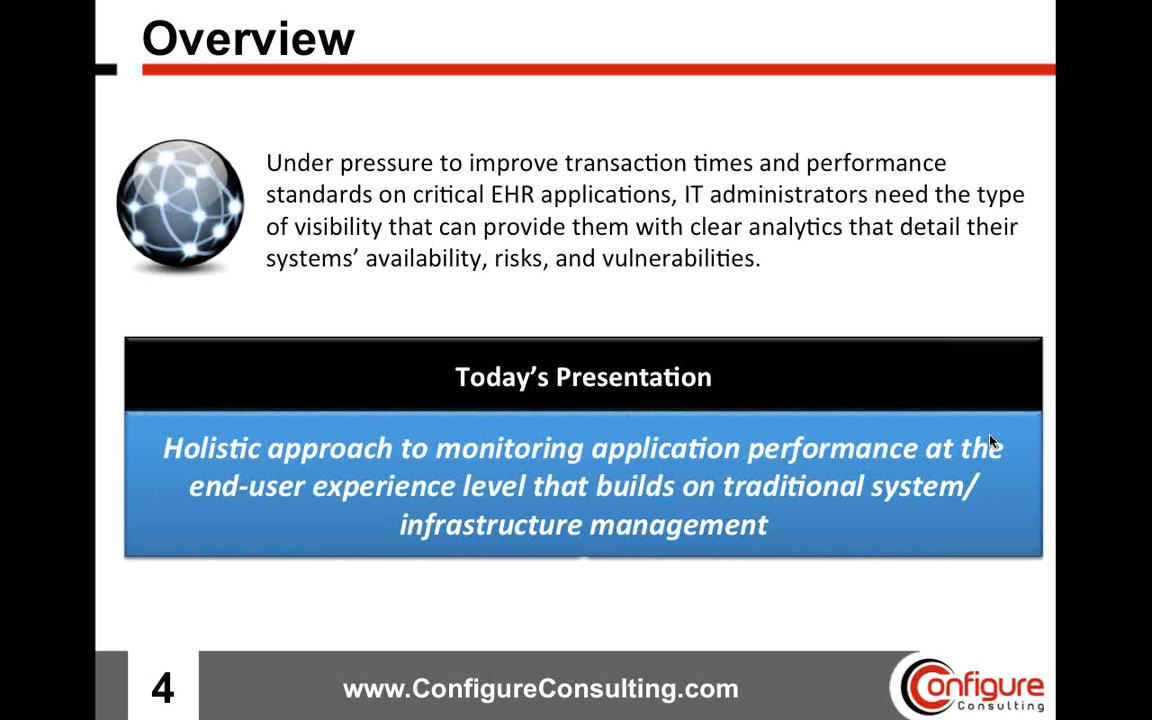 Overview
Under pressure to improve transaction times and performance
standards on critical EHR applications, IT administrators need the type
of visibility that can provide them with clear analytics that detail their
systems’ availability, risks, and vulnerabilities.
Today’s Presentation
Holistic approach to monitoring application performance at the
end-user experience level that builds on traditional system/
infrastructure management
4
www.ConfigureConsulting.com
Configure
Consulting